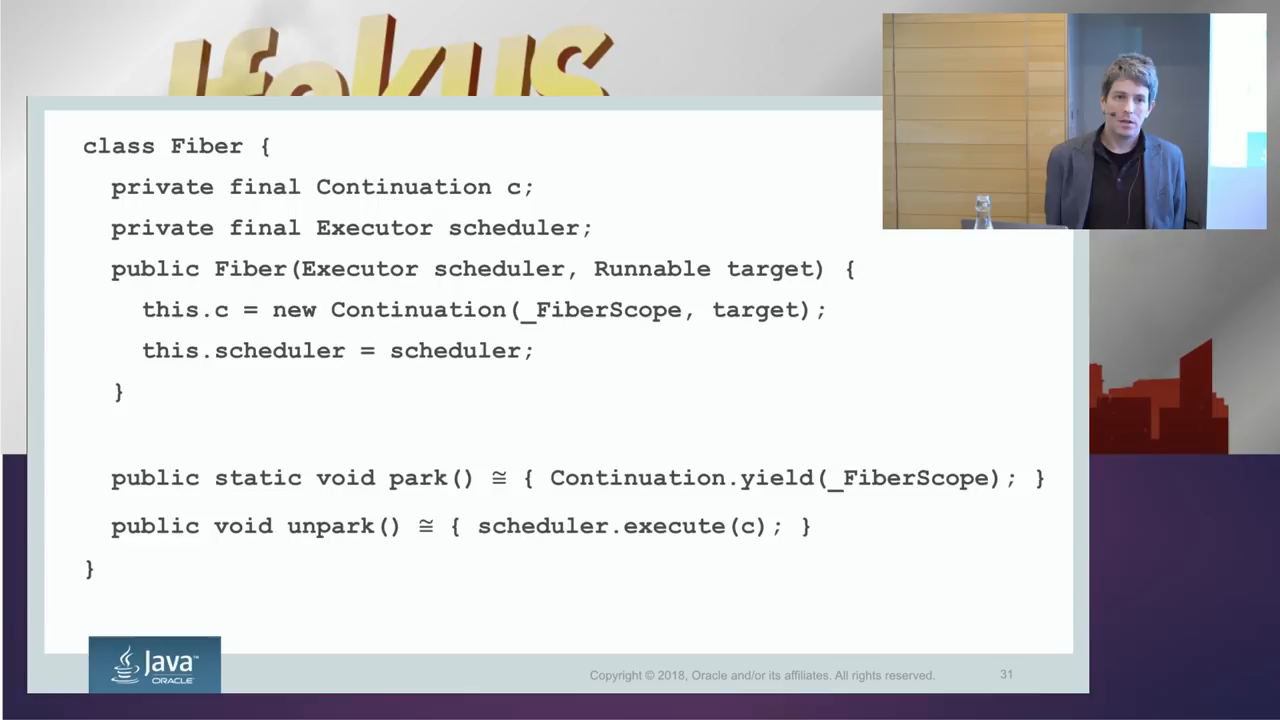 Jfokus
class Fiber {
private final Continuation c;
private final Executor scheduler;
public Fiber(Executor scheduler, Runnable target) {
this.c = new Continuation(_FiberScope, target);
this.scheduler = scheduler;
}
public static void park() ≅ { Continuation.yield(_FiberScope); }
public void unpark() ≅ { scheduler.execute(c); }
}
Java™
ORACLE
Copyright © 2018, Oracle and/or its affiliates. All rights reserved.
31